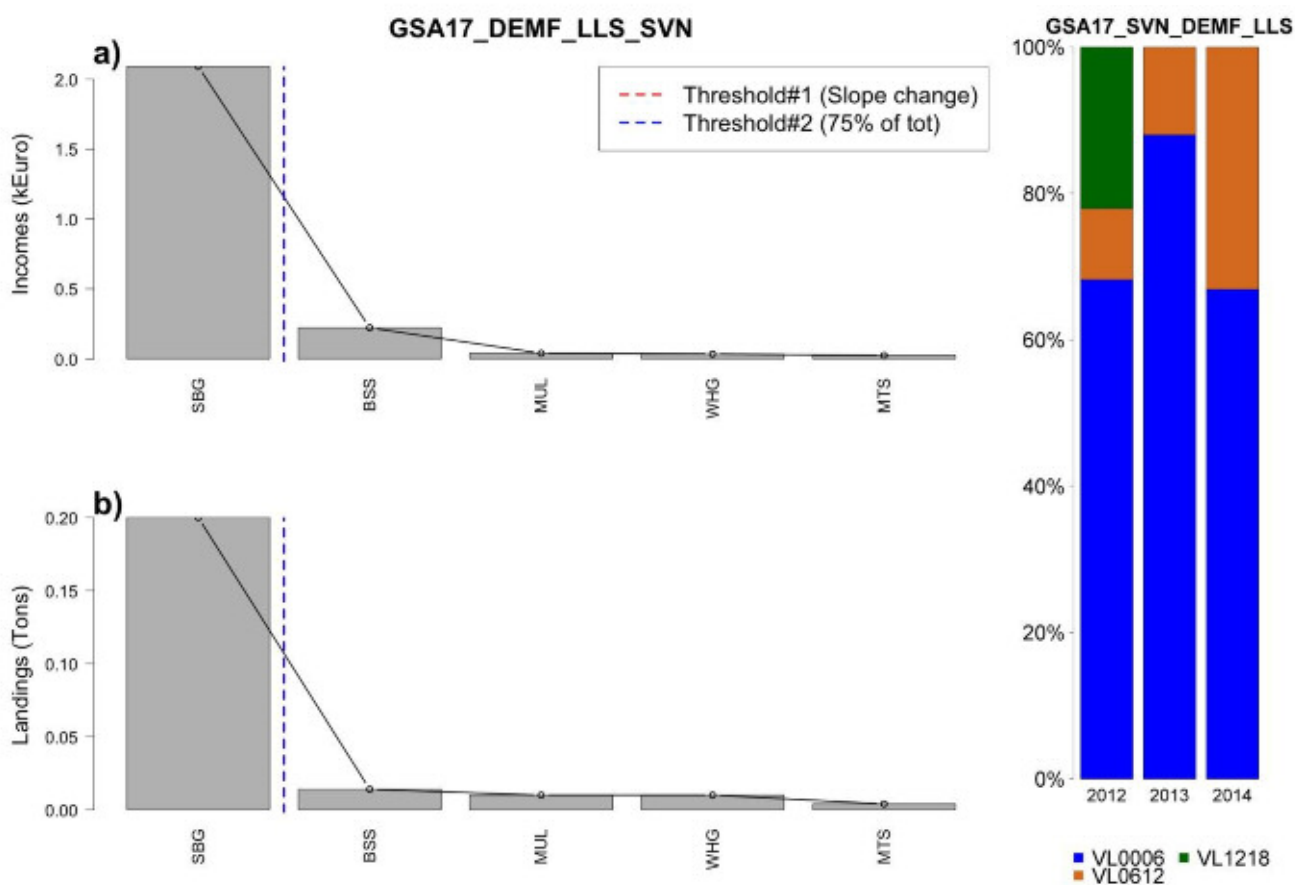 GSA17_DEMF_LLS_SVN
a)
Incomes (kEuro)
2.0
1.5
1.0
0.5
0.0
Threshold#1 (Slope change)
Threshold#2 (75% of tot)
SBG
BSS
MUL
WHG
MTS
b)
Landings (Tons)
0.20
0.15
0.10
0.05
0.00
SBG
BSS
MUL
WHG
MTS
GSA17_SVN_DEMF_LLS
100%
80%
60%
40%
20%
0%
2012 2013 2014
VL0006 VL1218
VL0612